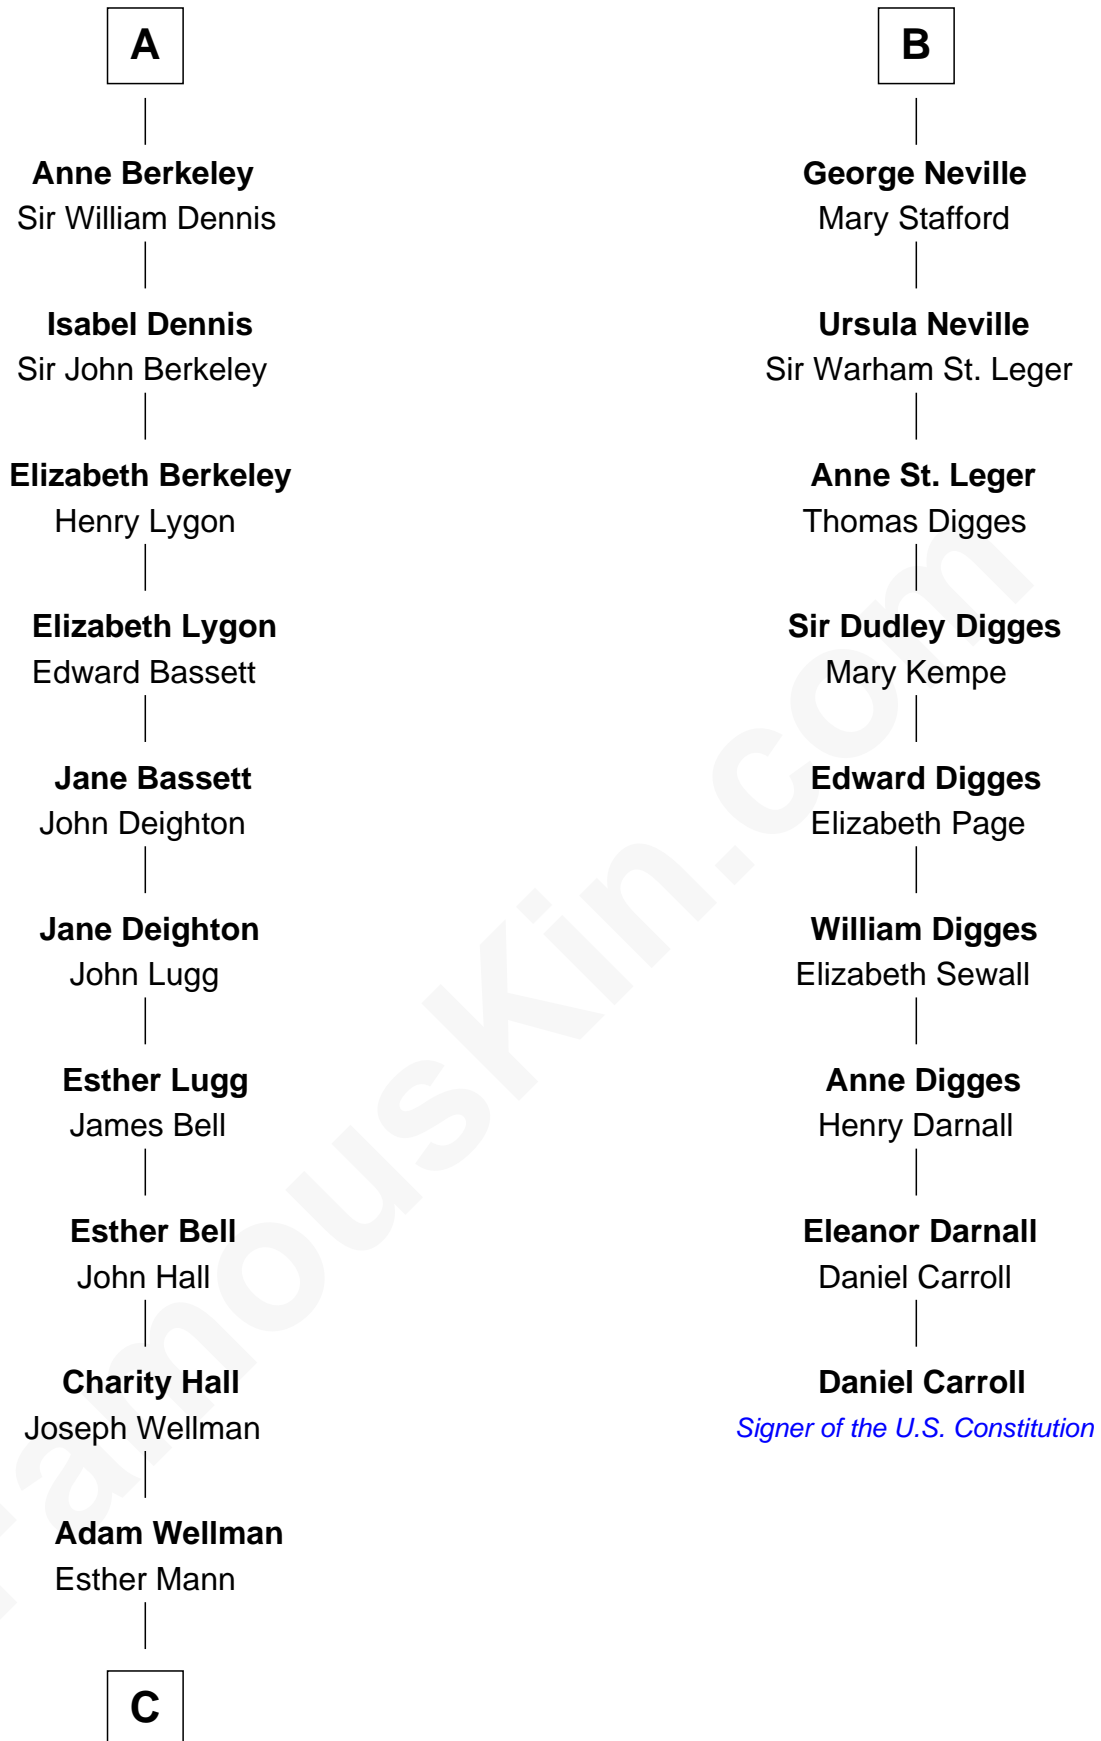 A
Anne Berkeley
Sir William Dennis
Isabel Dennis
Sir John Berkeley
Elizabeth Berkeley
Henry Lygon
Elizabeth Lygon
Edward Bassett
Jane Bassett
John Deighton
Jane Deighton
John Lugg
Esther Lugg
James Bell
Esther Bell
John Hall
Charity Hall
Joseph Wellman
Adam Wellman
Esther Mann
C
B
George Neville
Mary Stafford
Ursula Neville
Sir Warham St. Leger
Anne St. Leger
Thomas Digges
Sir Dudley Digges
Mary Kempe
Edward Digges
Elizabeth Page
William Digges
Elizabeth Sewall
Anne Digges
Henry Darnall
Eleanor Darnall
Daniel Carroll
Daniel Carroll
Signer of the U.S. Constitution
FamousKin.com